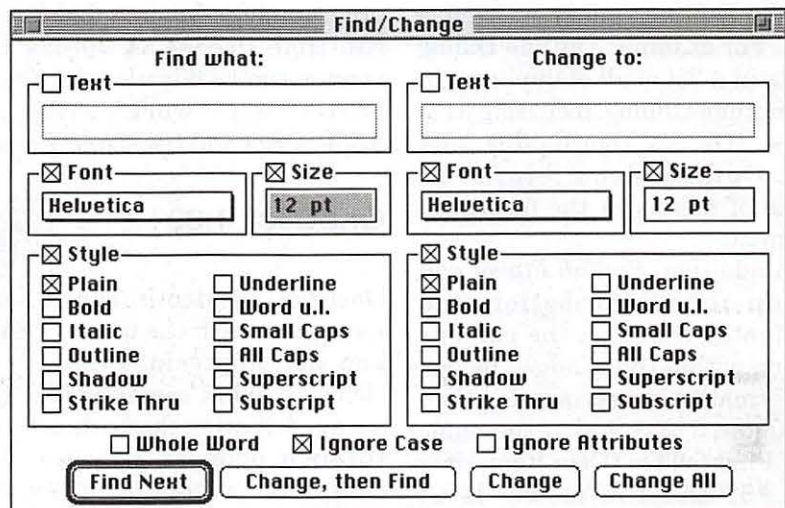 Find/Change
Find what: Change to:
Text Text
Font Size Font Size
Helvetica 12 pt Helvetica 12 pt
Style Style
Plain Underline Plain Underline
Bold Word u.l. Bold Word u.l.
Italic Small Caps Italic Small Caps
Outline All Caps Outline All Caps
Shadow Superscript Shadow Superscript
Strike Thru Subscript Strike Thru Subscript
Whole Word Ignore Case Ignore Attributes
Find Next Change, then Find Change Change All